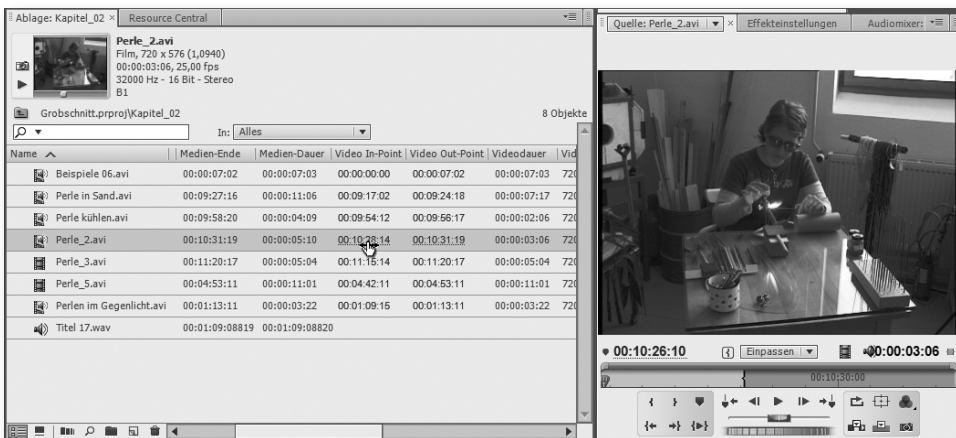 Ablage: Kapitel_02 × Resource Central
Perle_2.avi
Film, 720 x 576 (1,0940)
00:00:03:06, 25,00 fps
32000 Hz - 16 Bit - Stereo
B1
Grobschnitt.prproj\Kapitel_02 8 Objekte
In: Alles
Name Medien-Ende Medien-Dauer Video In-Point Video Out-Point Videodauer Vid
Beispiele 06.avi 00:00:07:02 00:00:07:03 00:00:00:00 00:00:07:02 00:00:07:03 720
Perle in Sand.avi 00:09:27:16 00:00:11:06 00:09:17:02 00:09:24:18 00:00:07:17 720
Perle kühlen.avi 00:09:58:20 00:00:04:09 00:09:54:12 00:09:56:17 00:00:02:06 720
Perle_2.avi 00:10:31:19 00:00:05:10 00:10:28:14 00:10:31:19 00:00:03:06 720
Perle_3.avi 00:11:20:17 00:00:05:04 00:11:15:14 00:11:20:17 00:00:05:04 720
Perle_5.avi 00:04:53:11 00:00:11:01 00:04:42:11 00:04:53:11 00:00:11:01 720
Perlen im Gegenlicht.avi 00:01:13:11 00:00:03:22 00:01:09:15 00:01:13:11 00:00:03:22 720
Titel 17.wav 00:01:09:08819 00:01:09:08820
Quelle: Perle_2.avi × Effekteinstellungen Audiomixer:
00:10:26:10 Einpassen 00:00:03:06
00:10:30:00